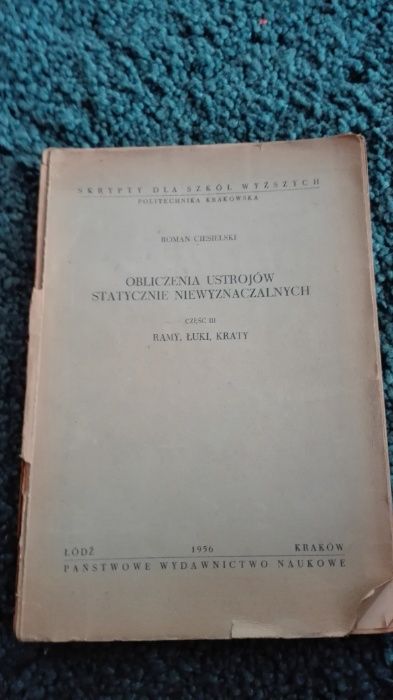 SKRYPTY DLA SZKÓŁ WYŻSZYCH
POLITECHNIKA KRAKOWSKA
ROMAN CIESIELSKI
OBLICZENIA USTROJÓW
STATYCZNIE NIEWYZNACZALNYCH
CZĘŚĆ III
RAMY, ŁUKI, KRATY
ŁÓDŹ 1956 KRAKÓW
PAŃSTWOWE WYDAWNICTWO NAUKOWE